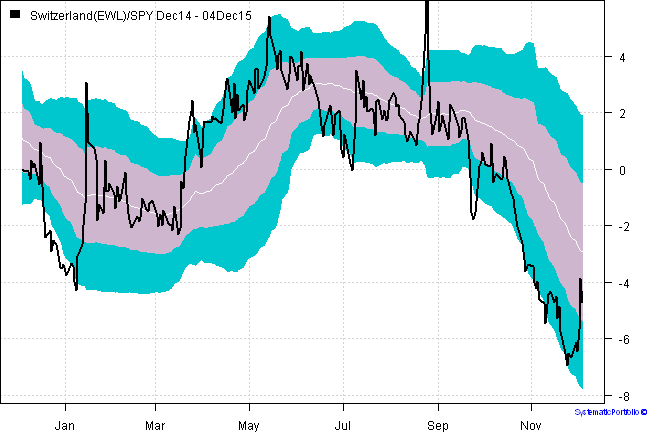 Switzerland(EWL)/SPY Dec14 - 04Dec15
4
2
0
-2
-4
-6
-8
Jan Mar May Jul Sep Nov
SystematicPortfolio ©